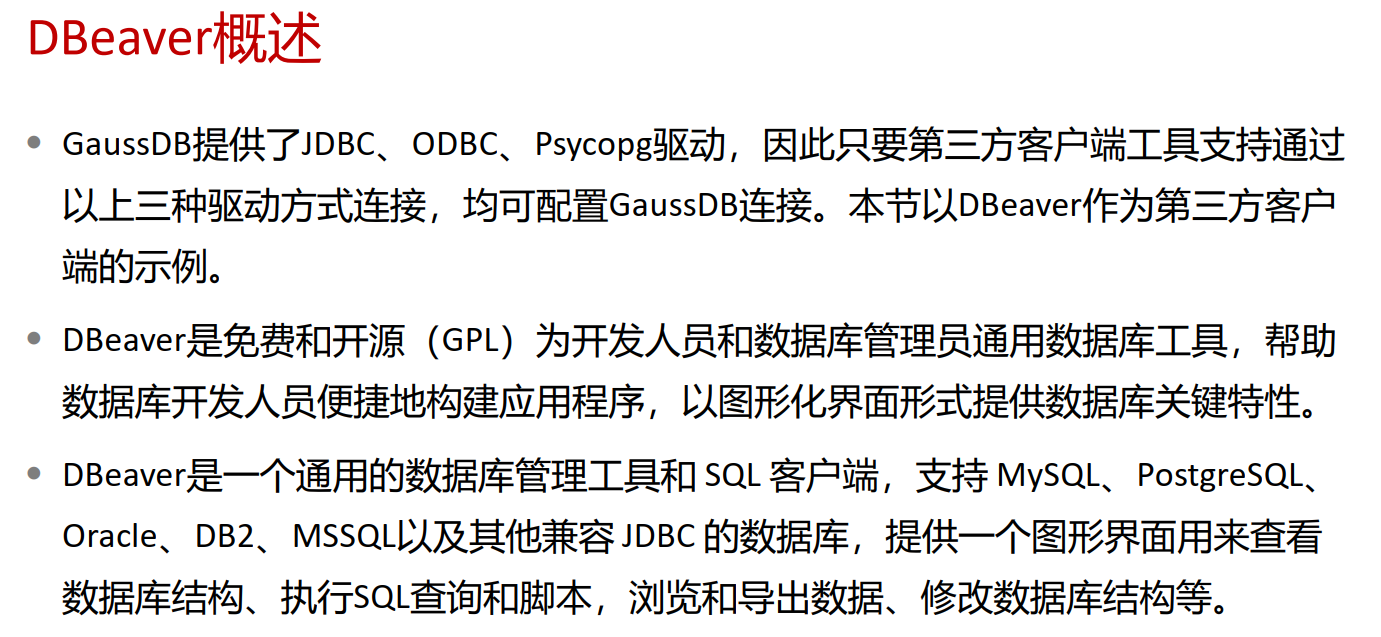 DBeaver概述
• GaussDB提供了JDBC、ODBC、Psycopg驱动，因此只要第三方客户端工具支持通过
以上三种驱动方式连接，均可配置GaussDB连接。本节以DBeaver作为第三方客户
端的示例。
• DBeaver是免费和开源（GPL）为开发人员和数据库管理员通用数据库工具，帮助
数据库开发人员便捷地构建应用程序，以图形化界面形式提供数据库关键特性。
• DBeaver是一个通用的数据库管理工具和 SQL 客户端，支持 MySQL、PostgreSQL、
Oracle、DB2、MSSQL以及其他兼容 JDBC 的数据库，提供一个图形界面用来查看
数据库结构、执行SQL查询和脚本，浏览和导出数据、修改数据库结构等。